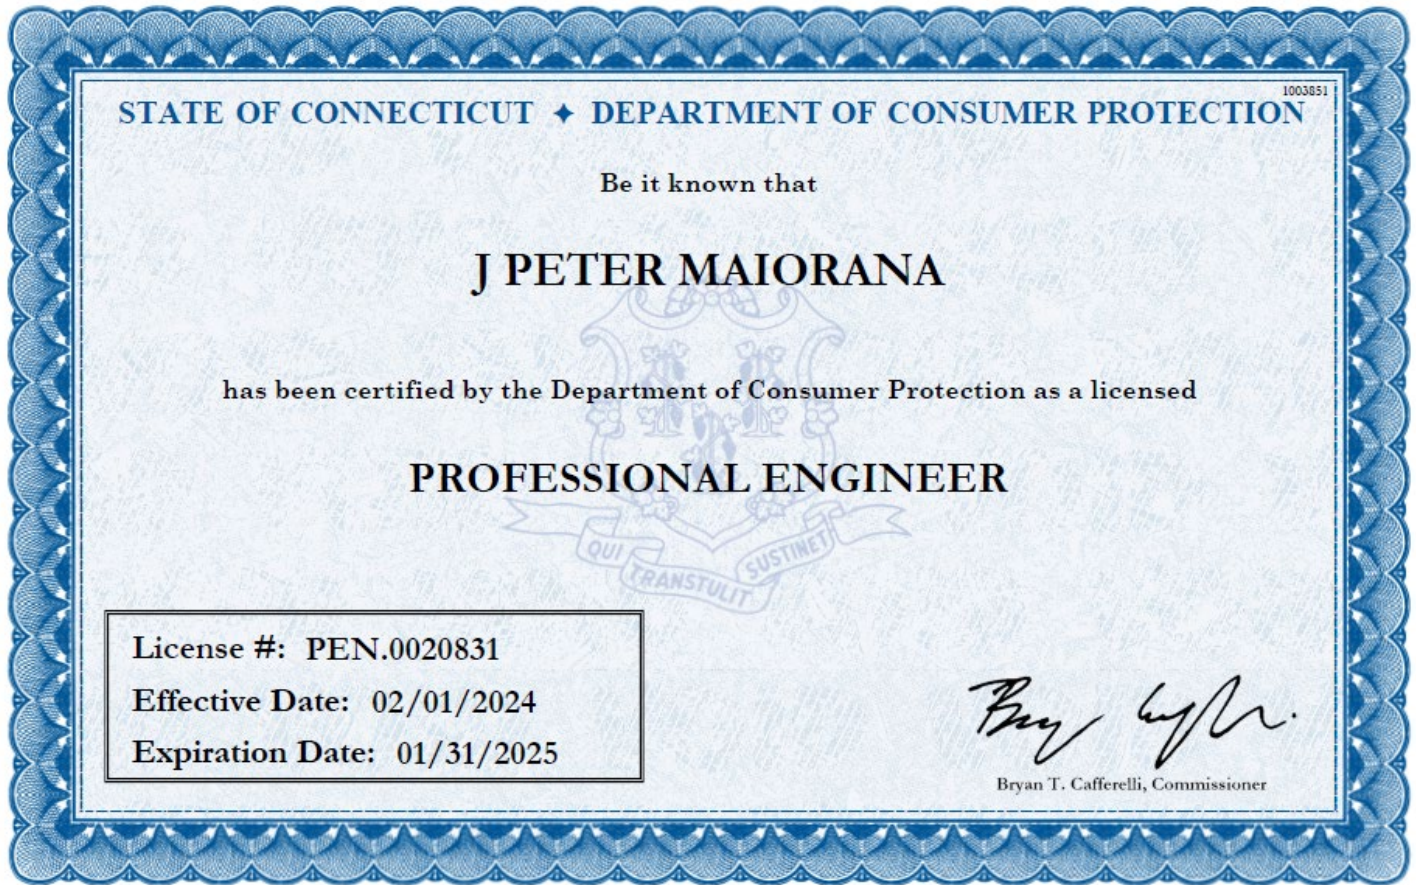 1003851
STATE OF CONNECTICUT ✦ DEPARTMENT OF CONSUMER PROTECTION
Be it known that
J PETER MAIORANA
has been certified by the Department of Consumer Protection as a licensed
PROFESSIONAL ENGINEER
QUI TRANSTULIT SUSTINET
License #: PEN.0020831
Effective Date: 02/01/2024
Expiration Date: 01/31/2025
Bryan T. Cafferelli, Commissioner